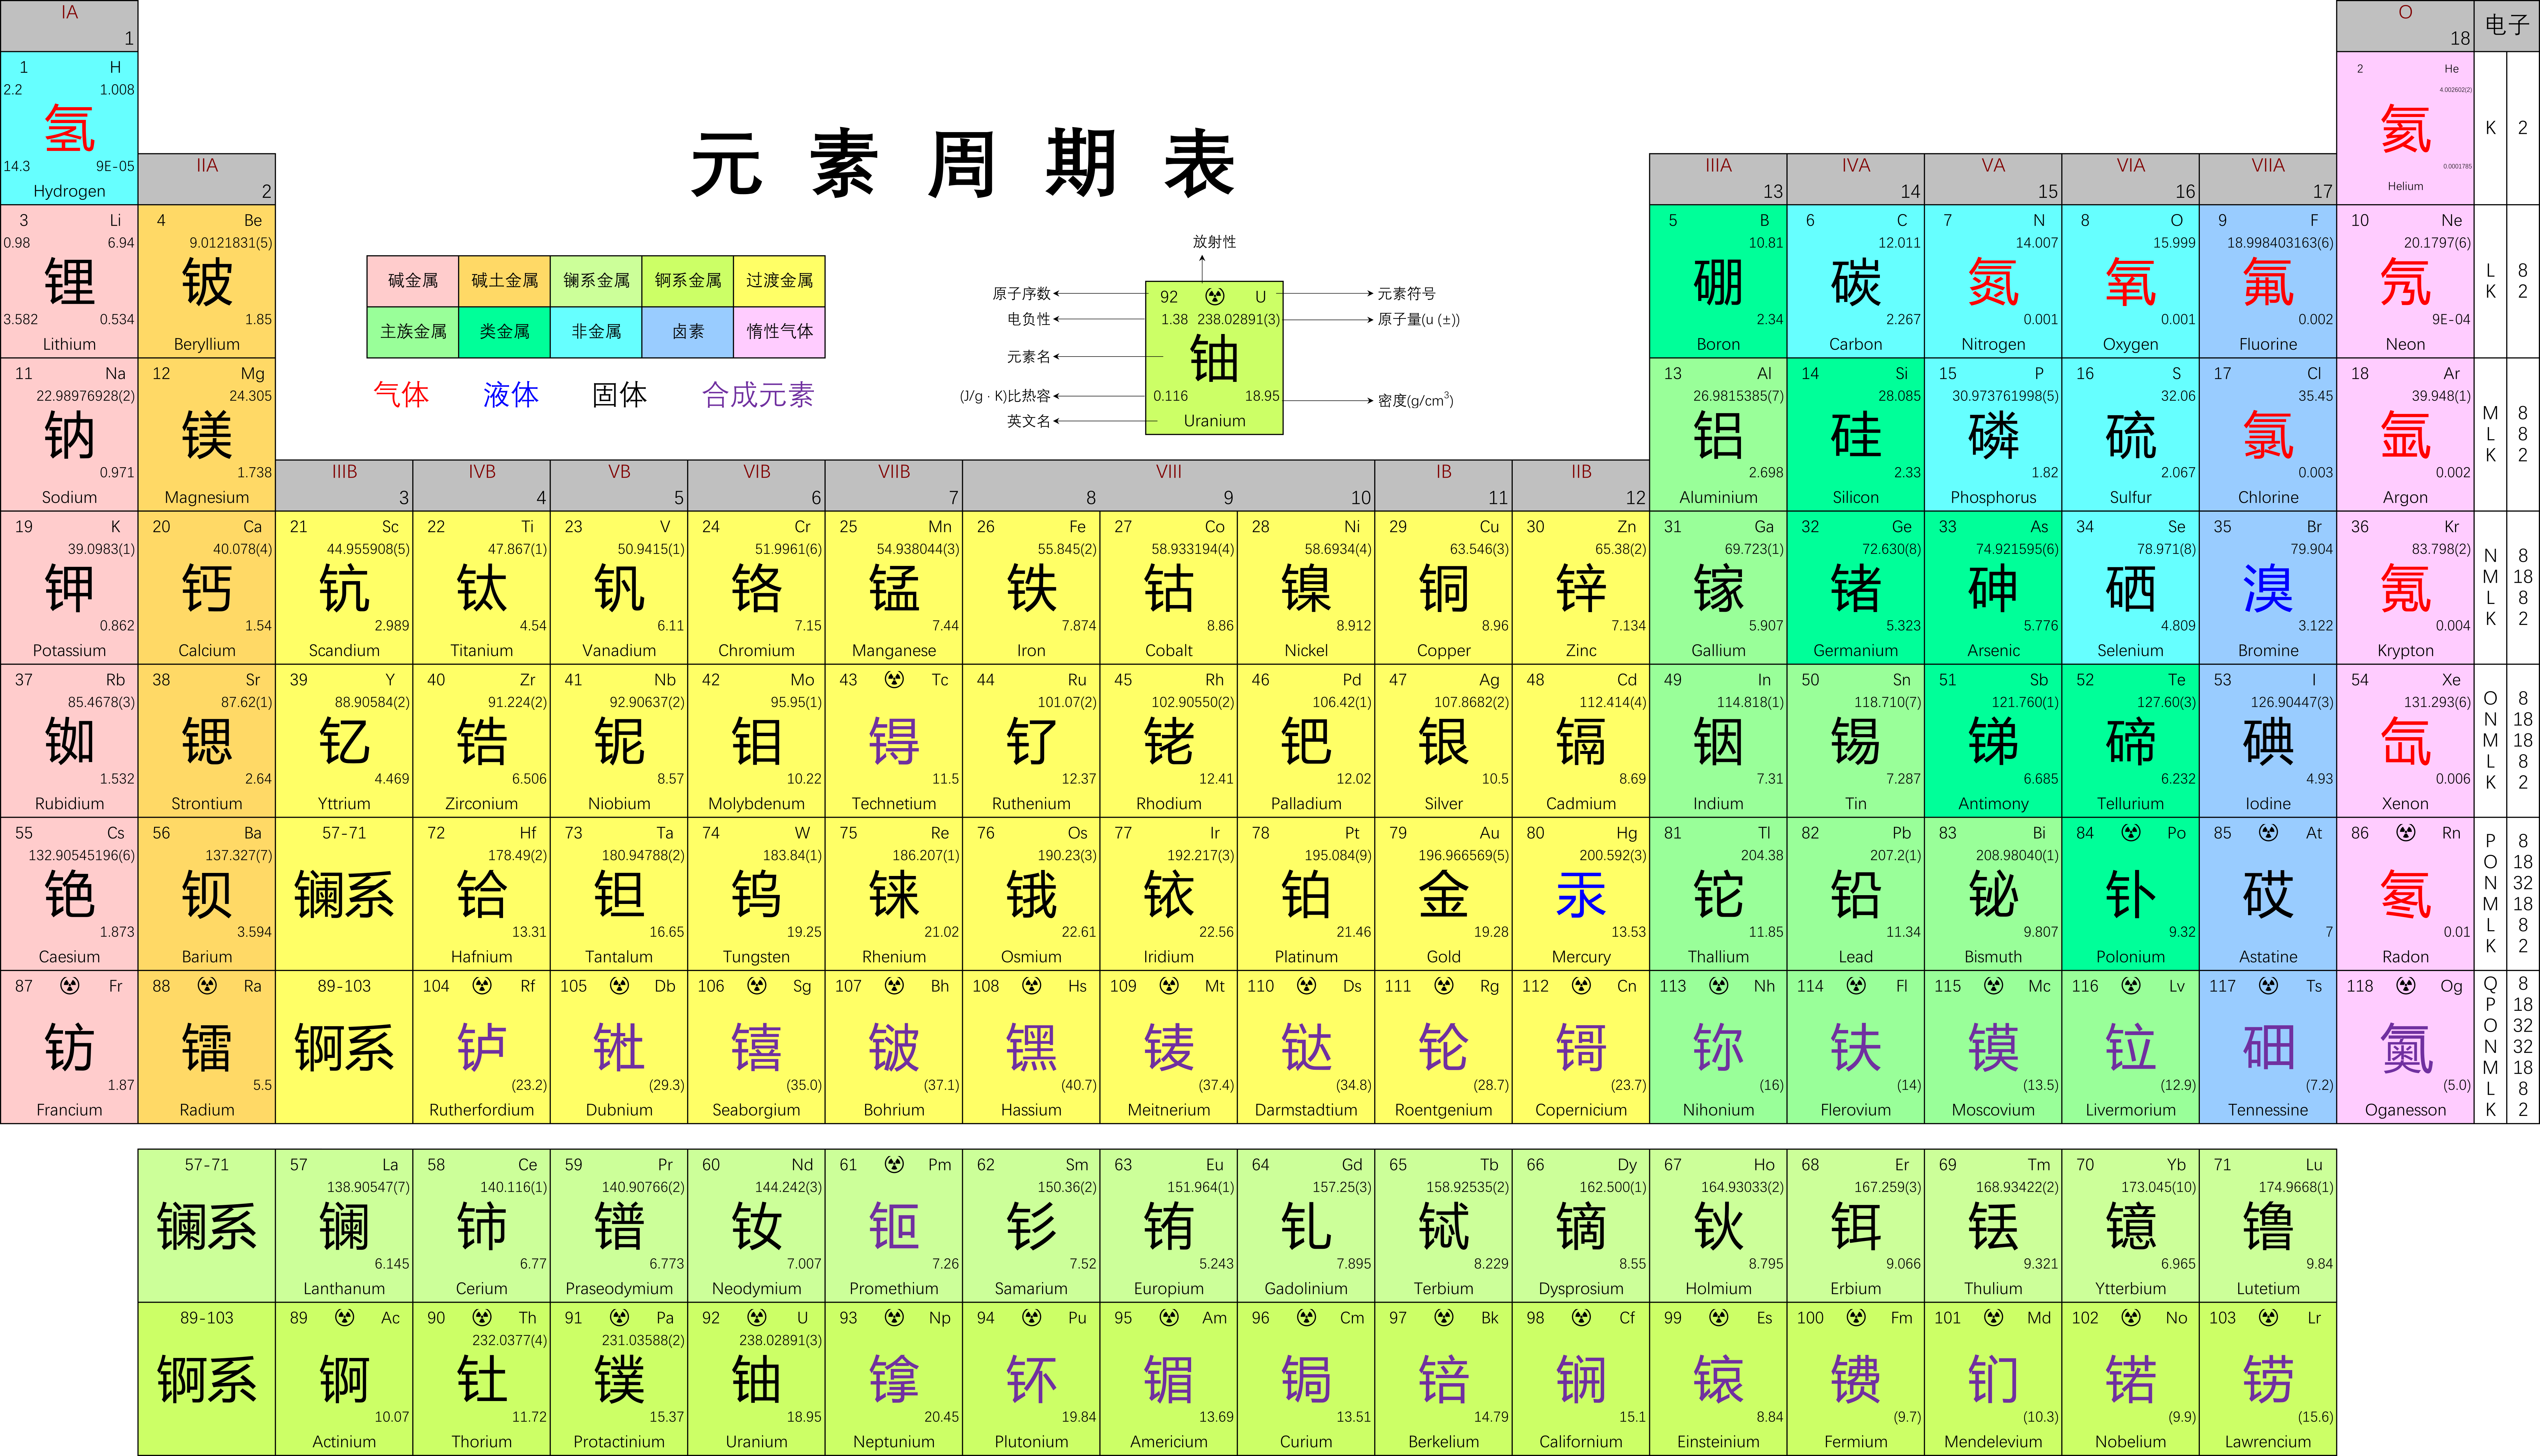 IA
1
O
18
电子
1 H
2.2 1.008
氢
14.3 9E-05
Hydrogen
2 He
4.002602(2)
氦
0.0001785
Helium
K 2
元素周期表
IIA
2
IIIA
13
IVA
14
VA
15
VIA
16
VIIA
17
3 Li
0.98 6.94
锂
3.582 0.534
Lithium
4 Be
9.0121831(5)
铍
1.85
Beryllium
碱金属 碱土金属 镧系金属 锕系金属 过渡金属
主族金属 类金属 非金属 卤素 惰性气体
气体 液体 固体 合成元素
放射性
原子序数
电负性
元素名
(J/g · K)比热容
英文名
92 U
1.38 238.02891(3)
铀
0.116 18.95
Uranium
元素符号
原子量(u (±))
密度(g/cm³)
5 B
10.81
硼
2.34
Boron
6 C
12.011
碳
2.267
Carbon
7 N
14.007
氮
0.001
Nitrogen
8 O
15.999
氧
0.001
Oxygen
9 F
18.998403163(6)
氟
0.002
Fluorine
10 Ne
20.1797(6)
氖
9E-04
Neon
L 8
K 2
11 Na
22.98976928(2)
钠
0.971
Sodium
12 Mg
24.305
镁
1.738
Magnesium
13 Al
26.9815385(7)
铝
2.698
Aluminium
14 Si
28.085
硅
2.33
Silicon
15 P
30.973761998(5)
磷
1.82
Phosphorus
16 S
32.06
硫
2.067
Sulfur
17 Cl
35.45
氯
0.003
Chlorine
18 Ar
39.948(1)
氩
0.002
Argon
M 8
L 8
K 2
IIIB
3
IVB
4
VB
5
VIB
6
VIIB
7
VIII
8 9 10
IB
11
IIB
12
19 K
39.0983(1)
钾
0.862
Potassium
20 Ca
40.078(4)
钙
1.54
Calcium
21 Sc
44.955908(5)
钪
2.989
Scandium
22 Ti
47.867(1)
钛
4.54
Titanium
23 V
50.9415(1)
钒
6.11
Vanadium
24 Cr
51.9961(6)
铬
7.15
Chromium
25 Mn
54.938044(3)
锰
7.44
Manganese
26 Fe
55.845(2)
铁
7.874
Iron
27 Co
58.933194(4)
钴
8.86
Cobalt
28 Ni
58.6934(4)
镍
8.912
Nickel
29 Cu
63.546(3)
铜
8.96
Copper
30 Zn
65.38(2)
锌
7.134
Zinc
31 Ga
69.723(1)
镓
5.907
Gallium
32 Ge
72.630(8)
锗
5.323
Germanium
33 As
74.921595(6)
砷
5.776
Arsenic
34 Se
78.971(8)
硒
4.809
Selenium
35 Br
79.904
溴
3.122
Bromine
36 Kr
83.798(2)
氪
0.004
Krypton
N 8
M 18
L 8
K 2
37 Rb
85.4678(3)
铷
1.532
Rubidium
38 Sr
87.62(1)
锶
2.64
Strontium
39 Y
88.90584(2)
钇
4.469
Yttrium
40 Zr
91.224(2)
锆
6.506
Zirconium
41 Nb
92.90637(2)
铌
8.57
Niobium
42 Mo
95.95(1)
钼
10.22
Molybdenum
43 Tc
锝
11.5
Technetium
44 Ru
101.07(2)
钌
12.37
Ruthenium
45 Rh
102.90550(2)
铑
12.41
Rhodium
46 Pd
106.42(1)
钯
12.02
Palladium
47 Ag
107.8682(2)
银
10.5
Silver
48 Cd
112.414(4)
镉
8.69
Cadmium
49 In
114.818(1)
铟
7.31
Indium
50 Sn
118.710(7)
锡
7.287
Tin
51 Sb
121.760(1)
锑
6.685
Antimony
52 Te
127.60(3)
碲
6.232
Tellurium
53 I
126.90447(3)
碘
4.93
Iodine
54 Xe
131.293(6)
氙
0.006
Xenon
O 8
N 18
M 18
L 8
K 2
55 Cs
132.90545196(6)
铯
1.873
Caesium
56 Ba
137.327(7)
钡
3.594
Barium
57-71
镧系
72 Hf
178.49(2)
铪
13.31
Hafnium
73 Ta
180.94788(2)
钽
16.65
Tantalum
74 W
183.84(1)
钨
19.25
Tungsten
75 Re
186.207(1)
铼
21.02
Rhenium
76 Os
190.23(3)
锇
22.61
Osmium
77 Ir
192.217(3)
铱
22.56
Iridium
78 Pt
195.084(9)
铂
21.46
Platinum
79 Au
196.966569(5)
金
19.28
Gold
80 Hg
200.592(3)
汞
13.53
Mercury
81 Tl
204.38
铊
11.85
Thallium
82 Pb
207.2(1)
铅
11.34
Lead
83 Bi
208.98040(1)
铋
9.807
Bismuth
84 Po
钋
9.32
Polonium
85 At
砹
7
Astatine
86 Rn
氡
0.01
Radon
P 8
O 18
N 32
M 18
L 8
K 2
87 Fr
钫
1.87
Francium
88 Ra
镭
5.5
Radium
89-103
锕系
104 Rf
𬬻
(23.2)
Rutherfordium
105 Db
𬭊
(29.3)
Dubnium
106 Sg
𬭳
(35.0)
Seaborgium
107 Bh
𬭛
(37.1)
Bohrium
108 Hs
𬭶
(40.7)
Hassium
109 Mt
鿏
(37.4)
Meitnerium
110 Ds
𫟼
(34.8)
Darmstadtium
111 Rg
𬬭
(28.7)
Roentgenium
112 Cn
鿔
(23.7)
Copernicium
113 Nh
鿭
(16)
Nihonium
114 Fl
𫓧
(14)
Flerovium
115 Mc
镆
(13.5)
Moscovium
116 Lv
𫟷
(12.9)
Livermorium
117 Ts
鿬
(7.2)
Tennessine
118 Og
鿫
(5.0)
Oganesson
Q 8
P 18
O 32
N 32
M 18
L 8
K 2
57-71
镧系
57 La
138.90547(7)
镧
6.145
Lanthanum
58 Ce
140.116(1)
铈
6.77
Cerium
59 Pr
140.90766(2)
镨
6.773
Praseodymium
60 Nd
144.242(3)
钕
7.007
Neodymium
61 Pm
钷
7.26
Promethium
62 Sm
150.36(2)
钐
7.52
Samarium
63 Eu
151.964(1)
铕
5.243
Europium
64 Gd
157.25(3)
钆
7.895
Gadolinium
65 Tb
158.92535(2)
铽
8.229
Terbium
66 Dy
162.500(1)
镝
8.55
Dysprosium
67 Ho
164.93033(2)
钬
8.795
Holmium
68 Er
167.259(3)
铒
9.066
Erbium
69 Tm
168.93422(2)
铥
9.321
Thulium
70 Yb
173.045(10)
镱
6.965
Ytterbium
71 Lu
174.9668(1)
镥
9.84
Lutetium
89-103
锕系
89 Ac
锕
10.07
Actinium
90 Th
232.0377(4)
钍
11.72
Thorium
91 Pa
231.03588(2)
镤
15.37
Protactinium
92 U
238.02891(3)
铀
18.95
Uranium
93 Np
镎
20.45
Neptunium
94 Pu
钚
19.84
Plutonium
95 Am
镅
13.69
Americium
96 Cm
锔
13.51
Curium
97 Bk
锫
14.79
Berkelium
98 Cf
锎
15.1
Californium
99 Es
锿
8.84
Einsteinium
100 Fm
镄
(9.7)
Fermium
101 Md
钔
(10.3)
Mendelevium
102 No
锘
(9.9)
Nobelium
103 Lr
铹
(15.6)
Lawrencium